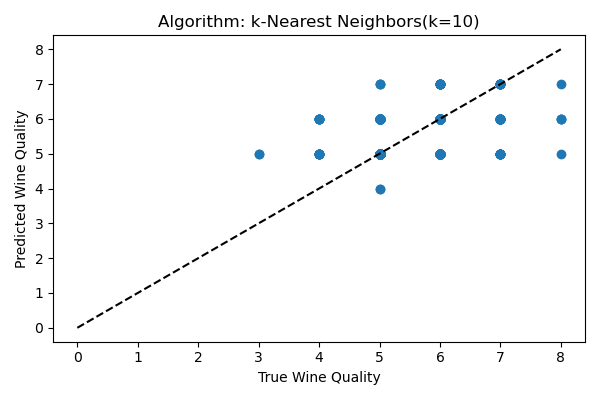 Algorithm: k-Nearest Neighbors(k=10)
Predicted Wine Quality
8
7
6
5
4
3
2
1
0
0 1 2 3 4 5 6 7 8
True Wine Quality